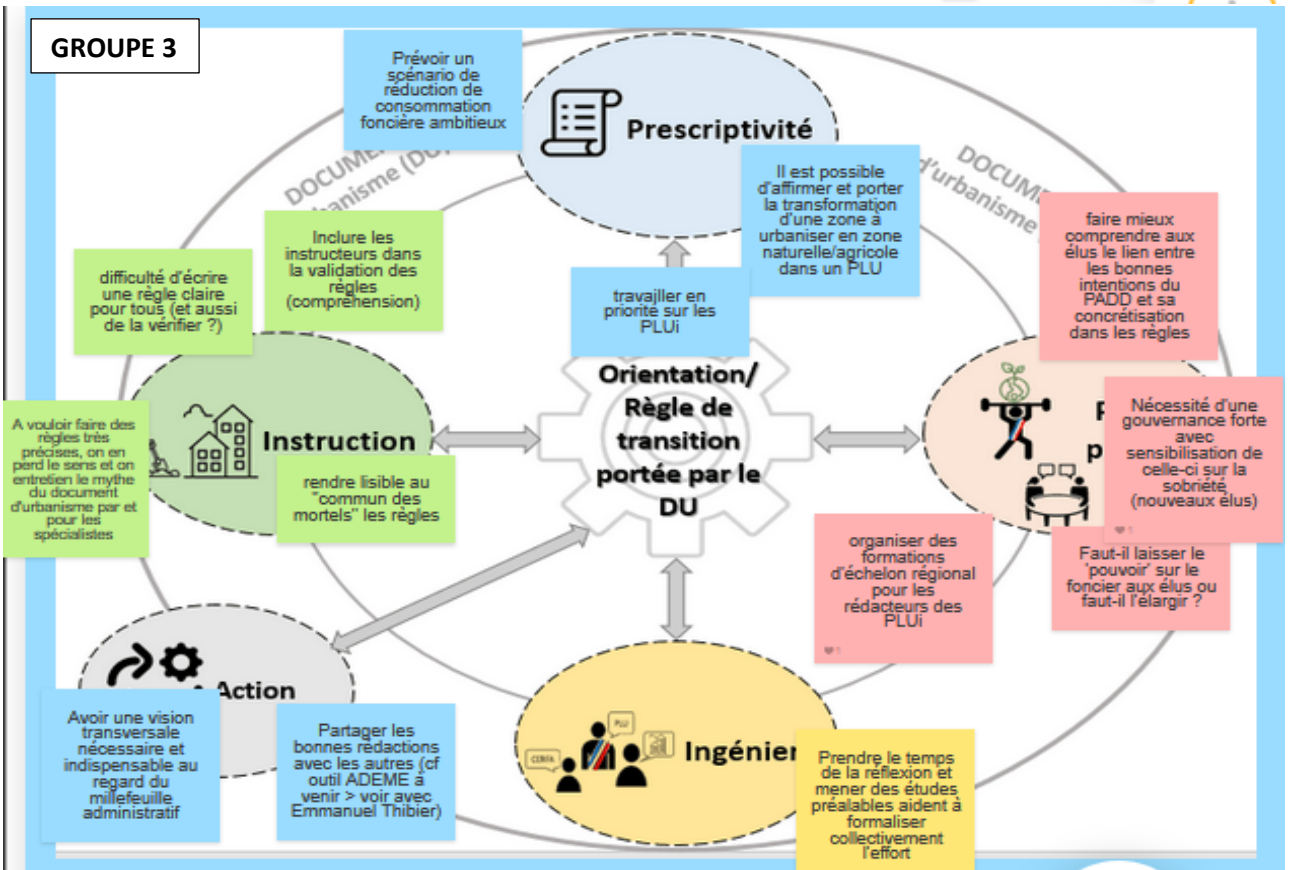 GROUPE 3
Prévoir un
scénario de
réduction de
consommation
foncière ambitieux
Prescriptivité
DOCUME
banisme (DU)
DOCUM
d'urbanisme
Il est possible
d'affirmer et porter
la transformation
d'une zone à
urbaniser en zone
naturelle/agricole
dans un PLU
travailler en
priorité sur les
PLUi
Inclure les
instructeurs dans
la validation des
règles
(compréhension)
difficulté d'écrire
une règle claire
pour tous (et aussi
de la vérifier ?)
faire mieux
comprendre aux
élus le lien entre
les bonnes
intentions du
PADD et sa
concrétisation
dans les règles
Orientation/
Règle de
transition
portée par le
DU
A vouloir faire des
règles très
précises, on en
perd le sens et on
entretien le mythe
du document
d'urbanisme par et
pour les
spécialistes
Instruction
rendre lisible au
"commun des
mortels" les règles
P
p
Nécessité d'une
gouvernance forte
avec
sensibilisation de
celle-ci sur la
sobriété
(nouveaux élus)
1
organiser des
formations
d'échelon régional
pour les
rédacteurs des
PLUi
1
Faut-il laisser le
'pouvoir' sur le
foncier aux élus ou
faut-il l'élargir ?
Action
Avoir une vision
transversale
nécessaire et
indispensable au
regard du
millefeuille
administratif
Partager les
bonnes rédactions
avec les autres (cf
outil ADEME à
venir > voir avec
Emmanuel Thibier)
CERFA
PLU
Ingénier
Prendre le temps
de la réflexion et
mener des études
préalables aident à
formaliser
collectivement
l'effort